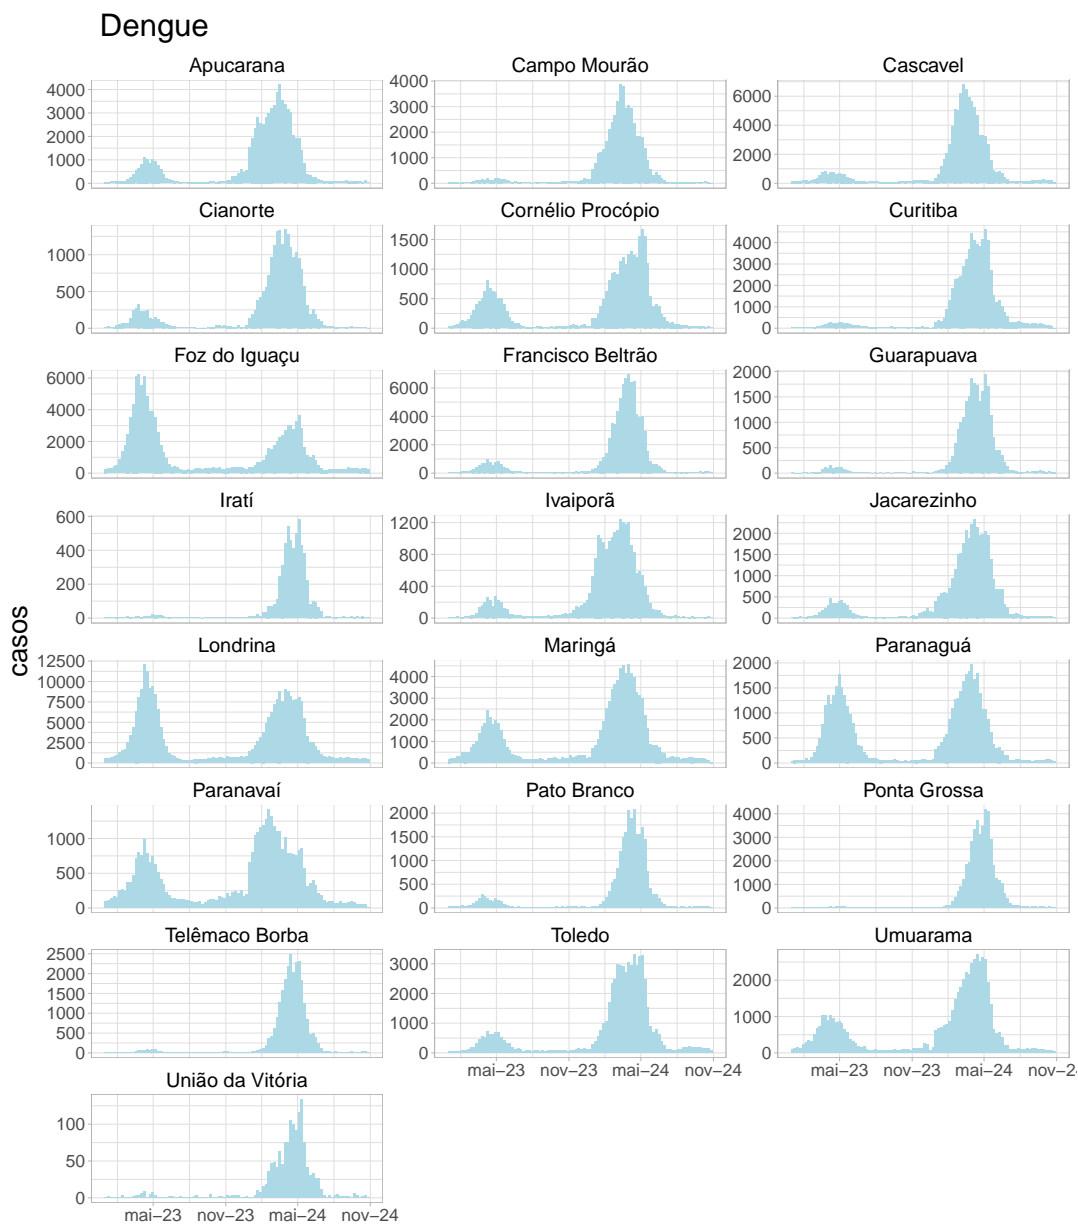 Dengue
Apucarana Campo Mourão Cascavel
4000 3000 2000 1000 0
4000 3000 2000 1000 0
6000 4000 2000 0
Cianorte Cornélio Procópio Curitiba
1000 500 0
1500 1000 500 0
4000 3000 2000 1000 0
Foz do Iguaçu Francisco Beltrão Guarapuava
6000 4000 2000 0
6000 4000 2000 1000 0
2000 1500 1000 500 0
Iratí Ivaiporã Jacarezinho
600 400 200 0
1200 800 400 0
2000 1500 1000 500 0
casos
Londrina Maringá Paranaguá
12500 10000 7500 5000 2500 0
4000 3000 2000 1000 0
2000 1500 1000 500 0
Paranavaí Pato Branco Ponta Grossa
1000 500 0
2000 1500 1000 500 0
4000 3000 2000 1000 0
Telêmaco Borba Toledo Umuarama
2500 2000 1500 1000 500 0
3000 2000 1000 0
2000 1000 0
mai–23 nov–23 mai–24 nov–24 mai–23 nov–23 mai–24 nov–2
União da Vitória
100 50 0
mai–23 nov–23 mai–24 nov–24